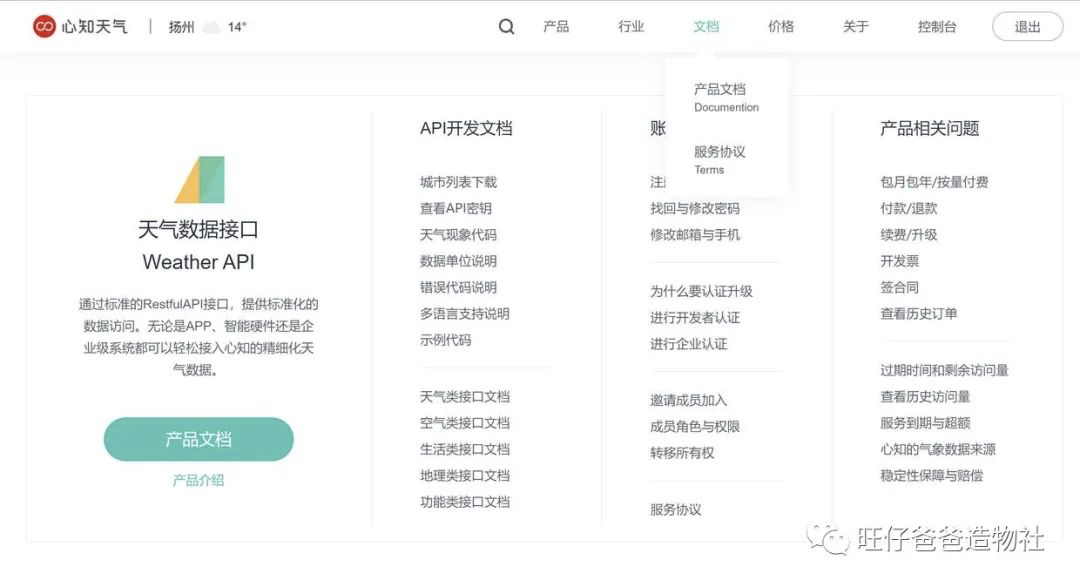 心知天气
扬州 14°
产品 行业 文档 价格 关于 控制台 退出
产品文档
Documention
服务协议
Terms
天气数据接口
Weather API
通过标准的RestfulAPI接口，提供标准化的
数据访问。无论是APP、智能硬件还是企
业级系统都可以轻松接入心知的精细化天
气数据。
产品文档
产品介绍
API开发文档
城市列表下载
查看API密钥
天气现象代码
数据单位说明
错误代码说明
多语言支持说明
示例代码
天气类接口文档
空气类接口文档
生活类接口文档
地理类接口文档
功能类接口文档
账
找回与修改密码
修改邮箱与手机
为什么要认证升级
进行开发者认证
进行企业认证
邀请成员加入
成员角色与权限
转移所有权
服务协议
产品相关问题
包月包年/按量付费
付款/退款
续费/升级
开发票
签合同
查看历史订单
过期时间和剩余访问量
查看历史访问量
服务到期与超额
心知的气象数据来源
稳定性保障与赔偿
旺仔爸爸造物社